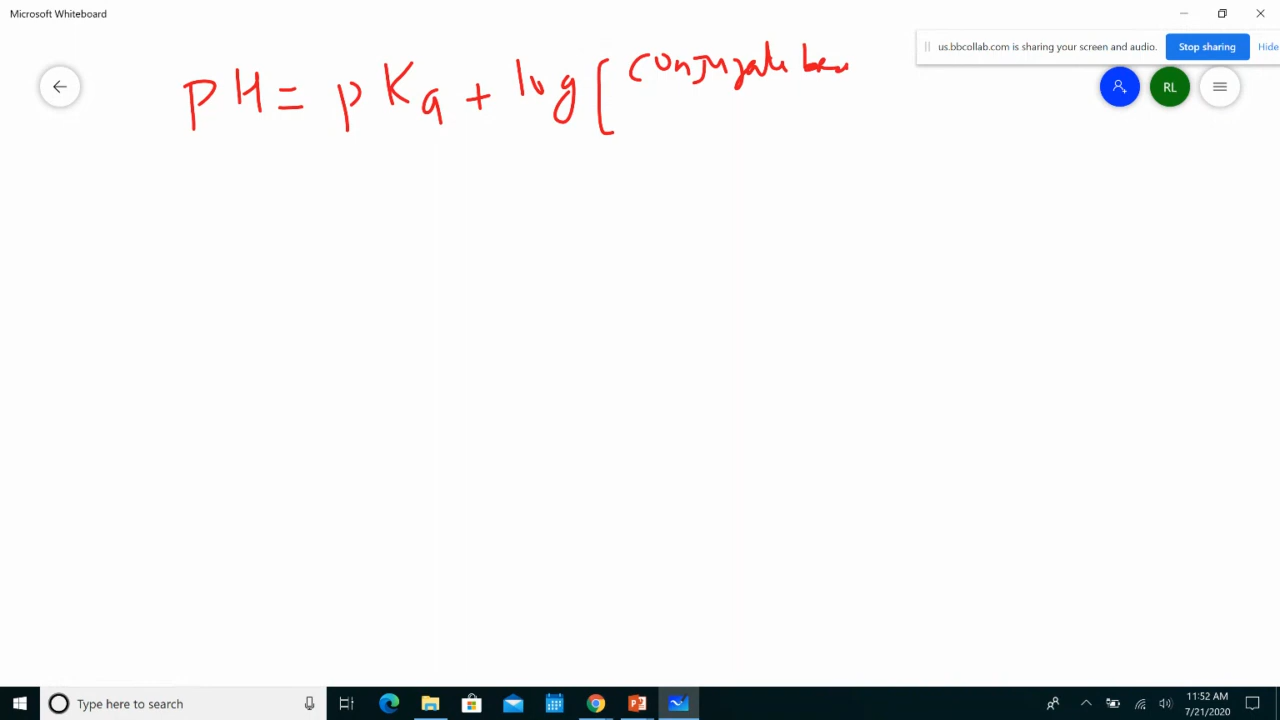 Microsoft Whiteboard
us.bbcollab.com is sharing your screen and audio.
Stop sharing
Hide
RL
pH = pKa + log [ conjugate base
Type here to search
11:52 AM
7/21/2020